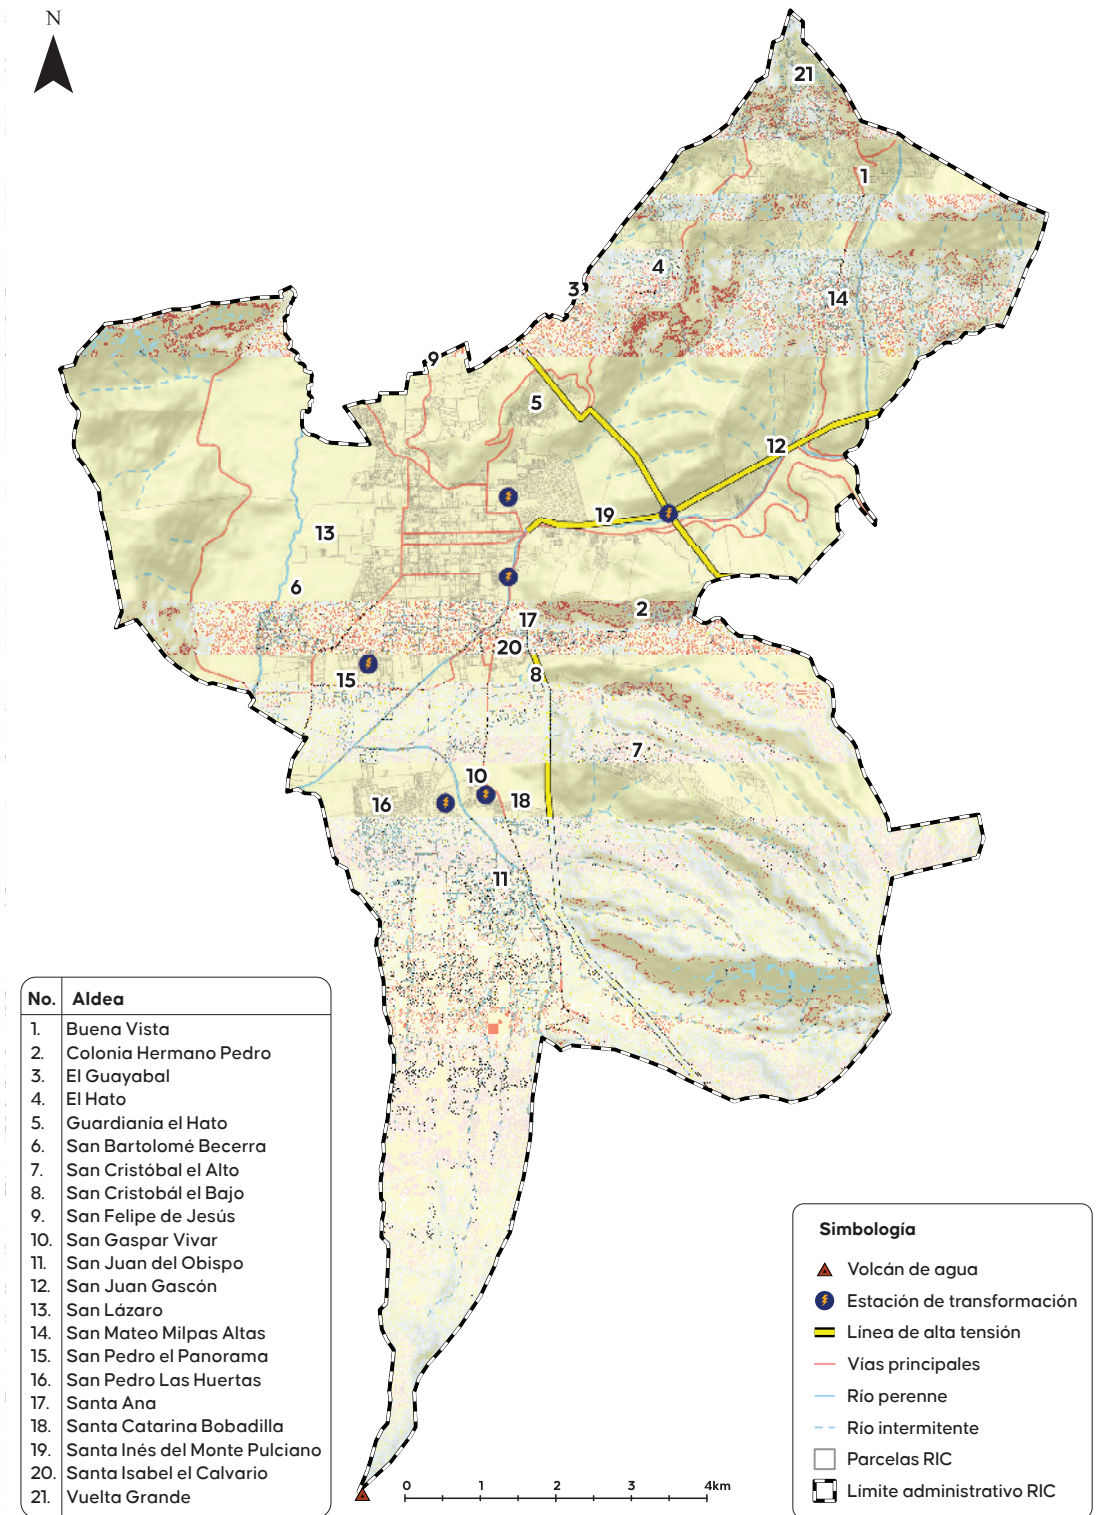 N
21
1
4
3
14
9
5
12
19
13
6
2
17
20
15
8
7
10
16
18
11
No. Aldea
1. Buena Vista
2. Colonia Hermano Pedro
3. El Guayabal
4. El Hato
5. Guardianía el Hato
6. San Bartolomé Becerra
7. San Cristóbal el Alto
8. San Cristobál el Bajo
9. San Felipe de Jesús
10. San Gaspar Vivar
11. San Juan del Obispo
12. San Juan Gascón
13. San Lázaro
14. San Mateo Milpas Altas
15. San Pedro el Panorama
16. San Pedro Las Huertas
17. Santa Ana
18. Santa Catarina Bobadilla
19. Santa Inés del Monte Pulciano
20. Santa Isabel el Calvario
21. Vuelta Grande
0 1 2 3 4km
Simbología
Volcán de agua
Estación de transformación
Línea de alta tensión
Vías principales
Río perenne
Río intermitente
Parcelas RIC
Límite administrativo RIC